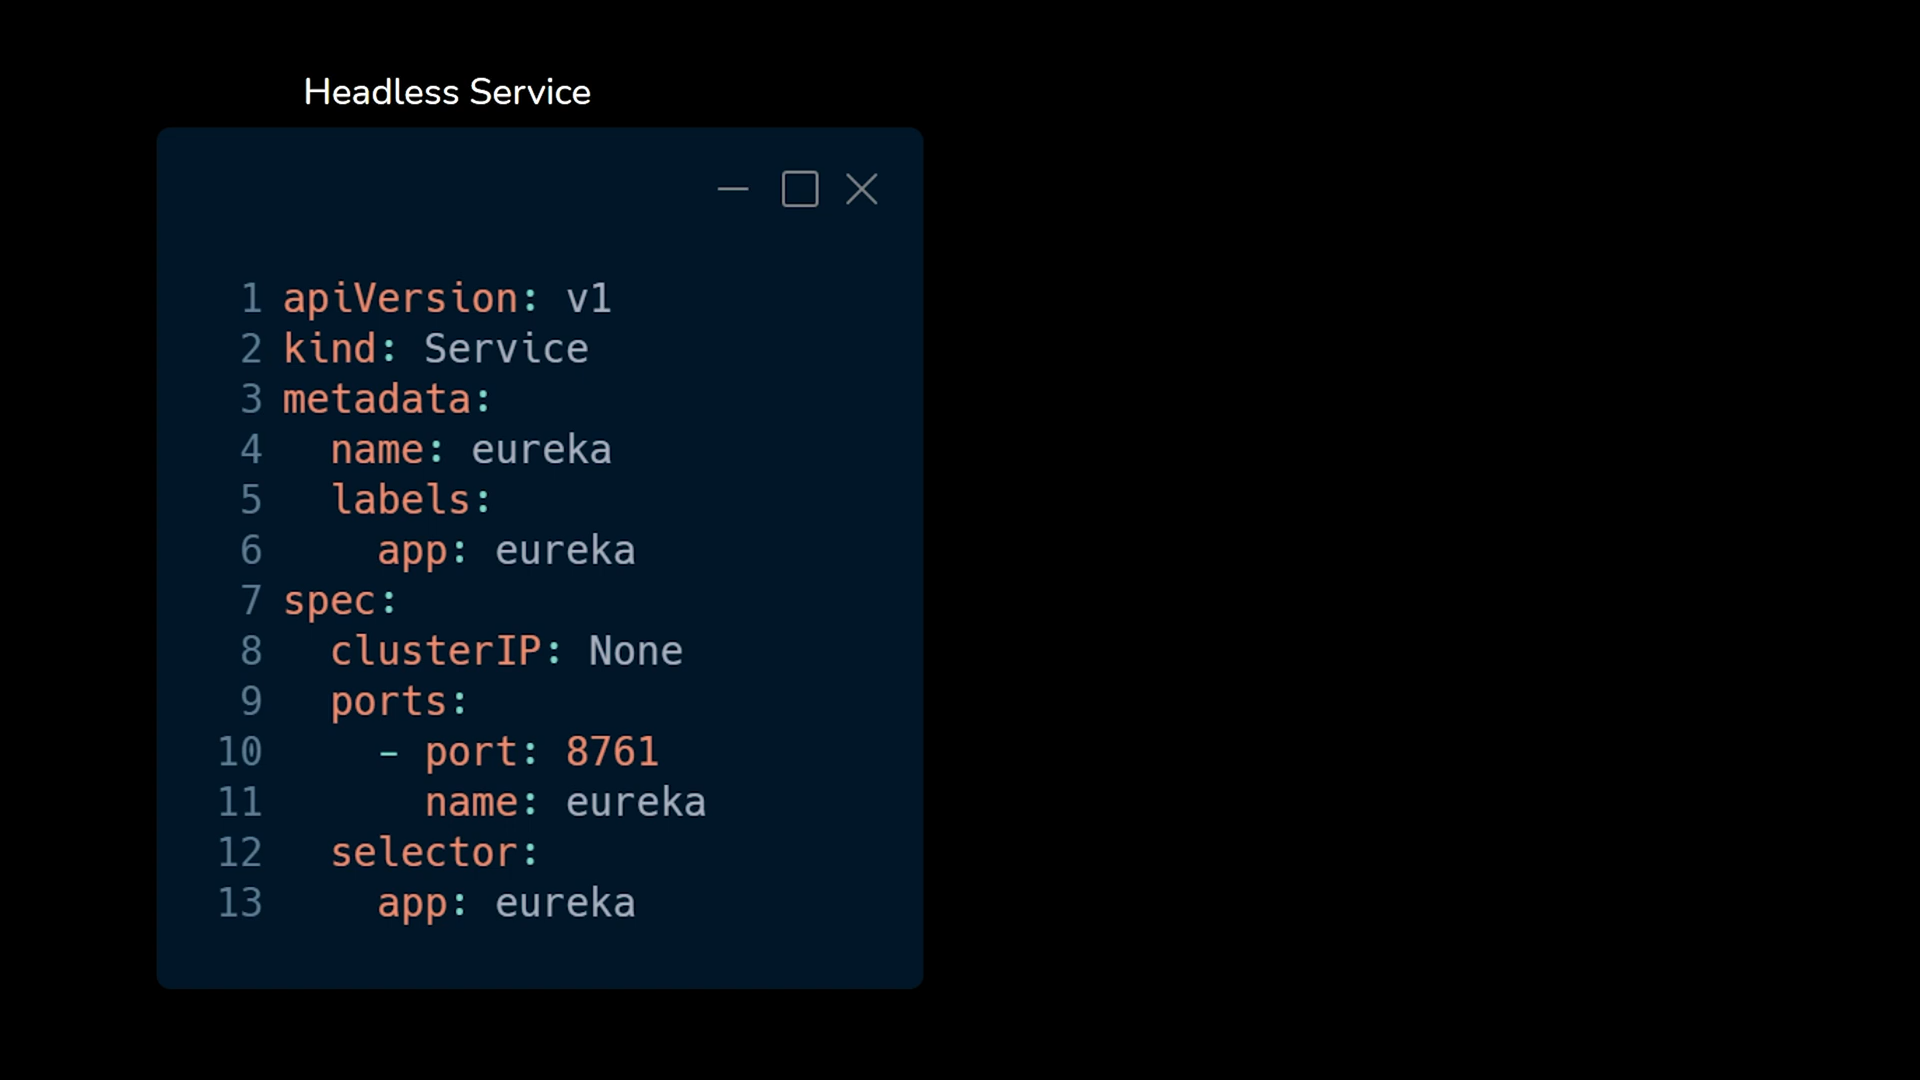 Headless Service
1 apiVersion: v1
2 kind: Service
3 metadata:
4   name: eureka
5   labels:
6     app: eureka
7 spec:
8   clusterIP: None
9   ports:
10     - port: 8761
11       name: eureka
12   selector:
13     app: eureka